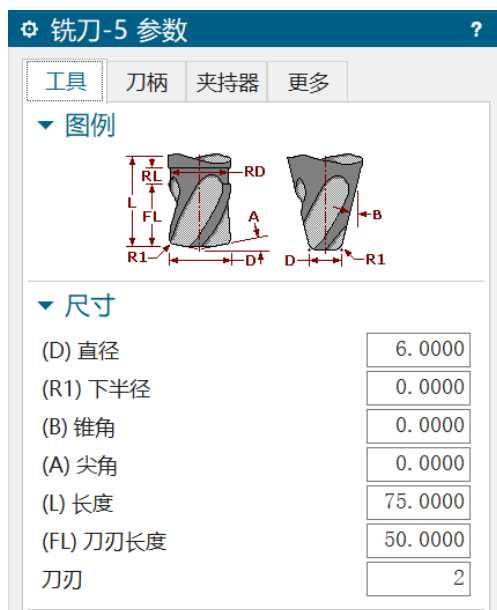 铣刀-5 参数 ?
工具 刀柄 夹持器 更多
图例
RL RD
L
FL A B
R1 D D R1
尺寸
(D) 直径 6.0000
(R1) 下半径 0.0000
(B) 锥角 0.0000
(A) 尖角 0.0000
(L) 长度 75.0000
(FL) 刀刃长度 50.0000
刀刃 2